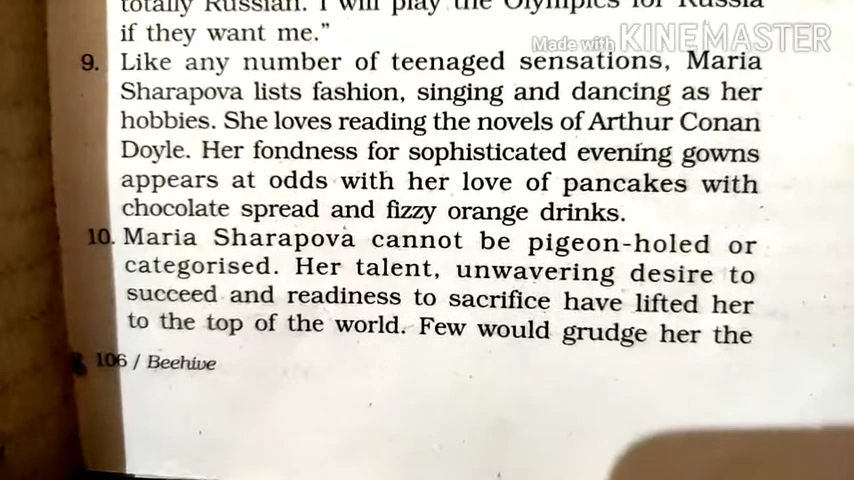 totally Russian. I will play the Olympics for Russia
if they want me."
Made with KINEMASTER
9. Like any number of teenaged sensations, Maria
Sharapova lists fashion, singing and dancing as her
hobbies. She loves reading the novels of Arthur Conan
Doyle. Her fondness for sophisticated evening gowns
appears at odds with her love of pancakes with
chocolate spread and fizzy orange drinks.
10. Maria Sharapova cannot be pigeon-holed or
categorised. Her talent, unwavering desire to
succeed and readiness to sacrifice have lifted her
to the top of the world. Few would grudge her the
106 / Beehive